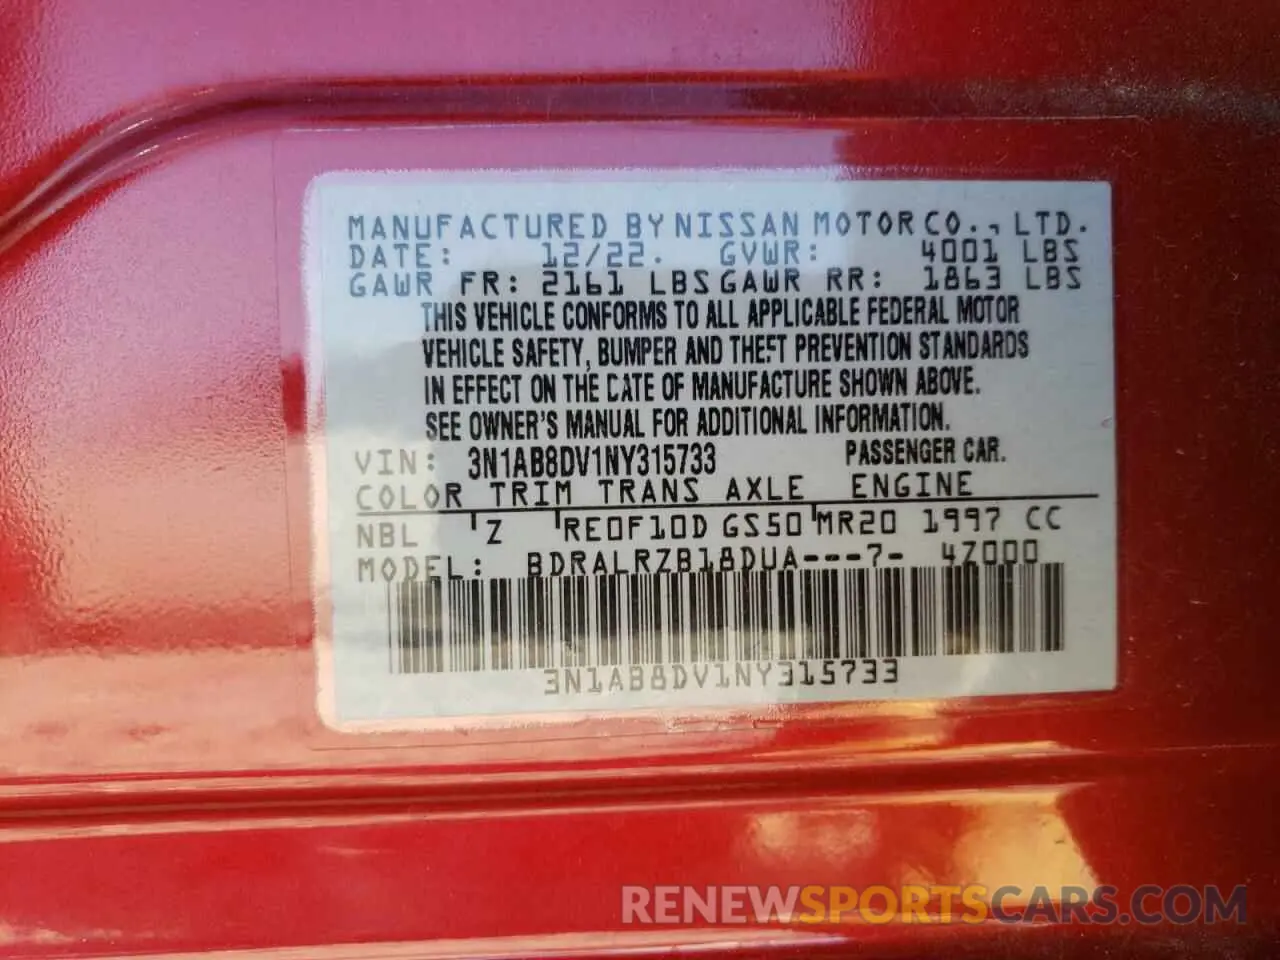 MANUFACTURED BY NISSAN MOTOR CO., LTD.
DATE: 12/22. GVWR: 4001 LBS
GAWR FR: 2161 LBS GAWR RR: 1863 LBS
THIS VEHICLE CONFORMS TO ALL APPLICABLE FEDERAL MOTOR
VEHICLE SAFETY, BUMPER AND THEFT PREVENTION STANDARDS
IN EFFECT ON THE DATE OF MANUFACTURE SHOWN ABOVE.
SEE OWNER'S MANUAL FOR ADDITIONAL INFORMATION.
VIN: 3N1AB8DV1NY315733 PASSENGER CAR.
COLOR TRIM TRANS AXLE ENGINE
NBL Z RE0F10D GS50 MR20 1997 CC
MODEL: BDRALRZB18DUA---7- 4Z000
3N1AB8DV1NY315733
RENEWSPORTSCARS.COM